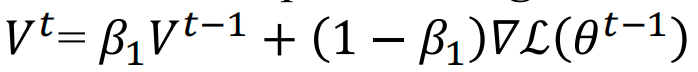 Vᵗ= β₁Vᵗ⁻¹ + (1 − β₁)∇ℒ(θᵗ⁻¹)